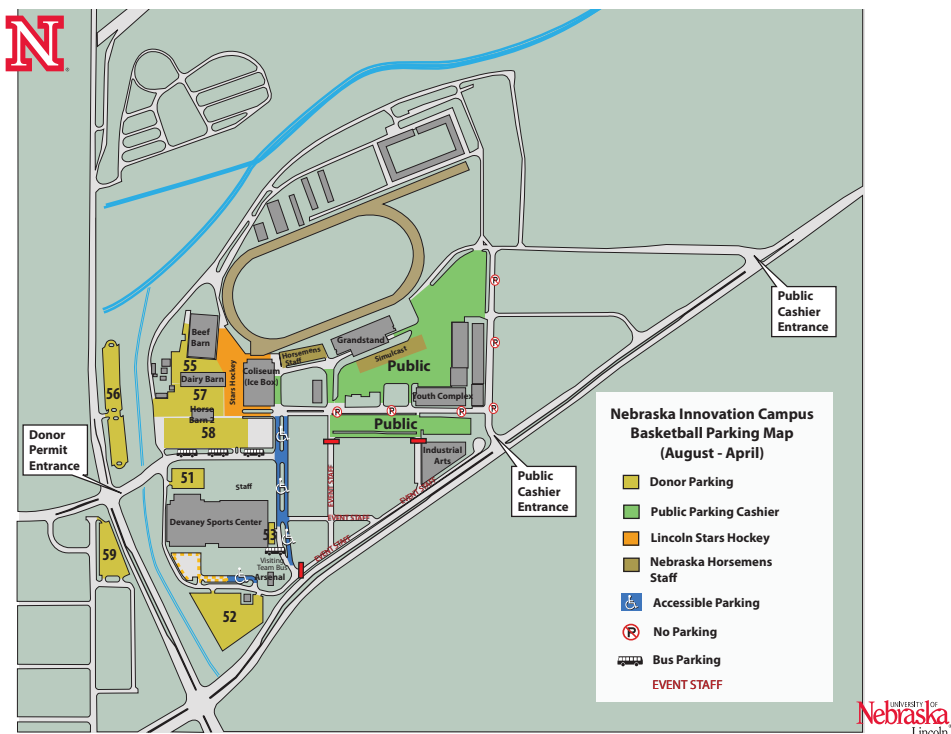 N
Beef
Barn
55
Dairy Barn
57
Horse
Barn 2
58
Stars Hockey
Coliseum
(Ice Box)
Horsemens
Staff
Grandstand
Simulcast
Public
Youth Complex
Public
Industrial
Arts
56
Donor
Permit
Entrance
51
Staff
Devaney Sports Center
53
Visiting
Team Bus
Arsenal
59
52
EVENT STAFF
EVENT STAFF
EVENT STAFF
EVENT STAFF
Public
Cashier
Entrance
Public
Cashier
Entrance
Nebraska Innovation Campus
Basketball Parking Map
(August - April)
Donor Parking
Public Parking Cashier
Lincoln Stars Hockey
Nebraska Horsemens
Staff
Accessible Parking
No Parking
Bus Parking
EVENT STAFF
UNIVERSITY OF
Nebraska
Lincoln